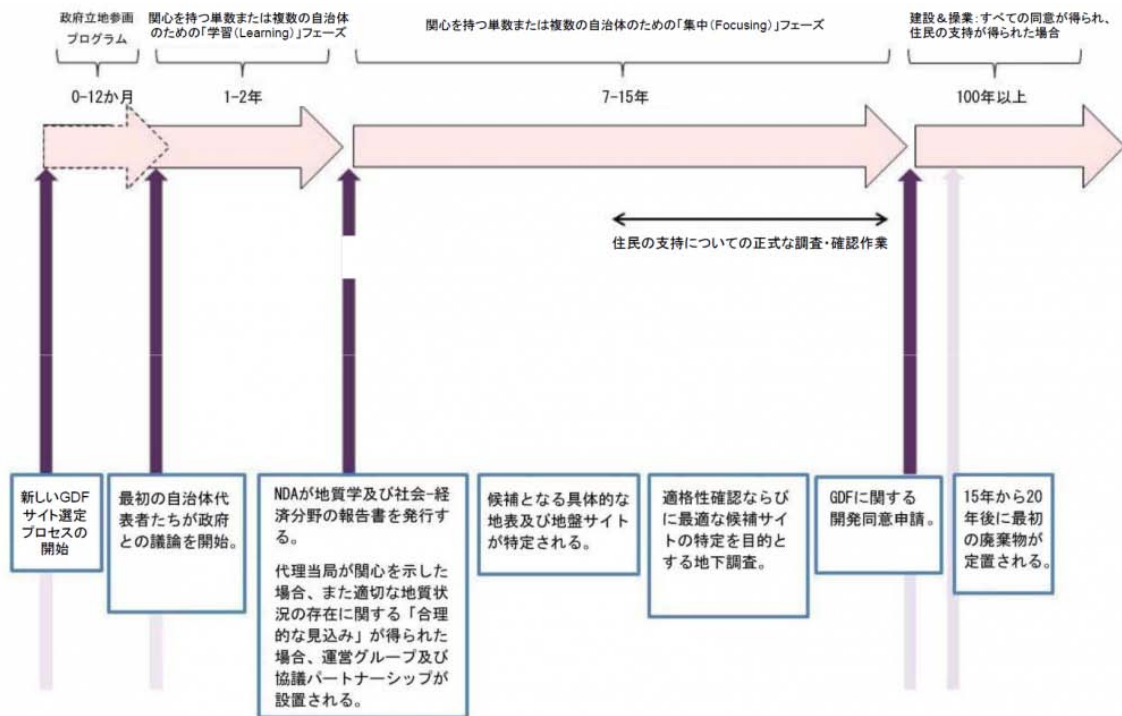 政府立地参画
プログラム
関心を持つ単数または複数の自治体
のための「学習(Learning)」フェーズ
関心を持つ単数または複数の自治体のための「集中(Focusing)」フェーズ
建設&操業:すべての同意が得られ、
住民の支持が得られた場合
0-12か月
1-2年
7-15年
100年以上
住民の支持についての正式な調査・確認作業
新しいGDF
サイト選定
プロセスの
開始
最初の自治体代
表者たちが政府
との議論を開始。
NDAが地質学及び社会-経
済分野の報告書を発行す
る。
代理当局が関心を示した
場合、また適切な地質状
況の存在に関する「合理
的な見込み」が得られた
場合、運営グループ及び
協議パートナーシップが
設置される。
候補となる具体的な
地表及び地盤サイト
が特定される。
適格性確認ならび
に最適な候補サイ
トの特定を目的と
する地下調査。
GDFに関する
開発同意申請。
15年から20
年後に最初
の廃棄物が
定置される。